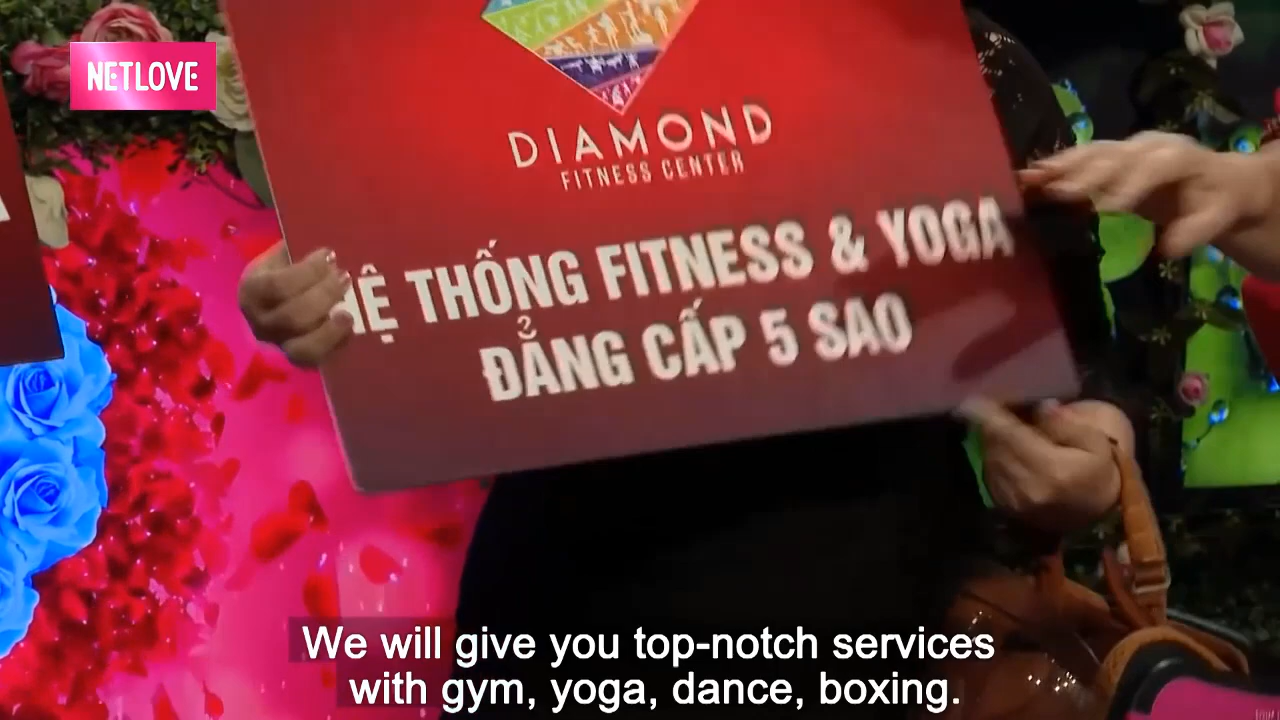 NETLOVE
DIAMOND
FITNESS CENTER
HỆ THỐNG FITNESS & YOGA
ĐẲNG CẤP 5 SAO
We will give you top-notch services
with gym, yoga, dance, boxing.